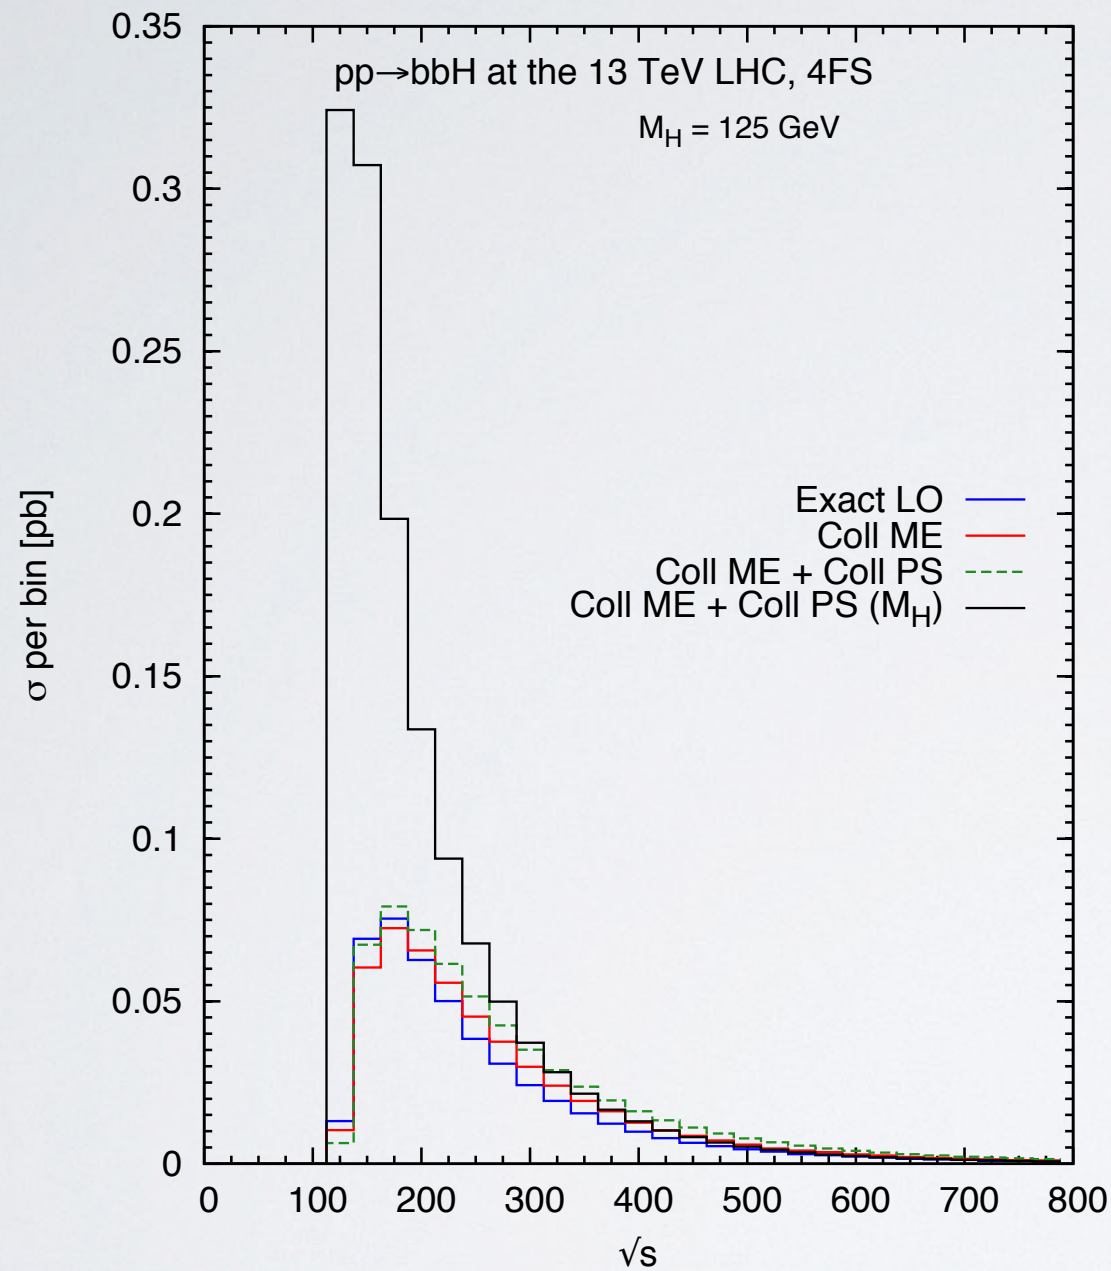 pp→bbH at the 13 TeV LHC, 4FS
M_H = 125 GeV
0.35
0.3
0.25
0.2
0.15
0.1
0.05
0
σ per bin [pb]
Exact LO
Coll ME
Coll ME + Coll PS
Coll ME + Coll PS (M_H)
0 100 200 300 400 500 600 700 800
√s